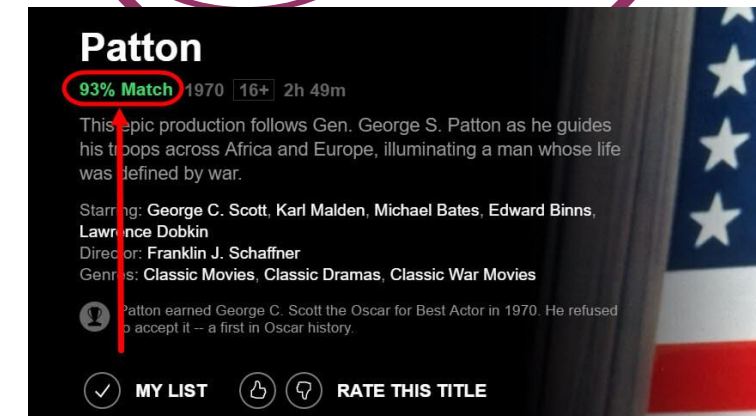 Patton
93% Match 1970 16+ 2h 49m
This epic production follows Gen. George S. Patton as he guides
his troops across Africa and Europe, illuminating a man whose life
was defined by war.
Starring: George C. Scott, Karl Malden, Michael Bates, Edward Binns,
Lawrence Dobkin
Director: Franklin J. Schaffner
Genres: Classic Movies, Classic Dramas, Classic War Movies
Patton earned George C. Scott the Oscar for Best Actor in 1970. He refused
to accept it -- a first in Oscar history.
MY LIST RATE THIS TITLE